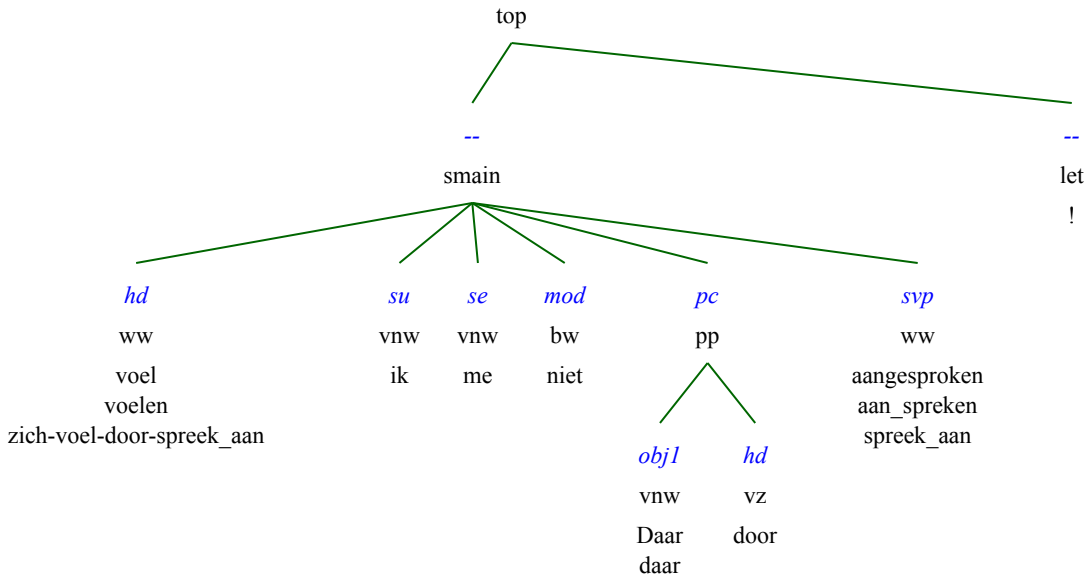 top
-- --
smain let
!
hd su se mod pc svp
ww vnw vnw bw pp ww
voel ik me niet aangesproken
voelen aan_spreken
zich-voel-door-spreek_aan spreek_aan
obj1 hd
vnw vz
Daar door
daar